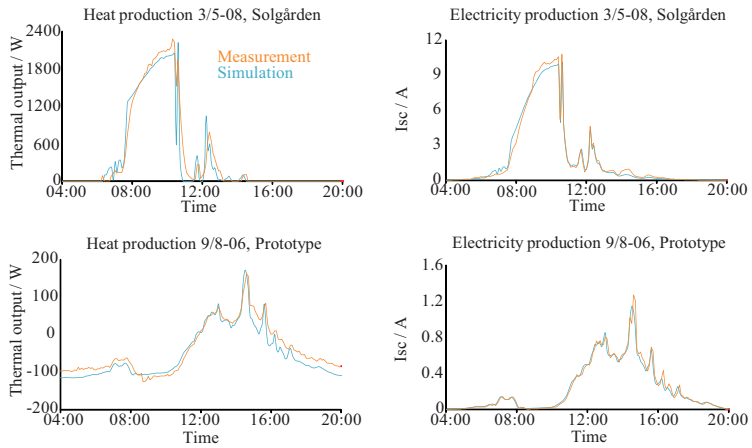 Heat production 3/5-08, Solgården
Thermal output / W
2400
1800
1200
600
0
Measurement
Simulation
04:00 08:00 12:00 16:00 20:00
Time
Electricity production 3/5-08, Solgården
Isc / A
12
9
6
3
0
04:00 08:00 12:00 16:00 20:00
Time
Heat production 9/8-06, Prototype
Thermal output / W
200
100
0
-100
-200
04:00 08:00 12:00 16:00 20:00
Time
Electricity production 9/8-06, Prototype
Isc / A
1.6
1.2
0.8
0.4
0
04:00 08:00 12:00 16:00 20:00
Time